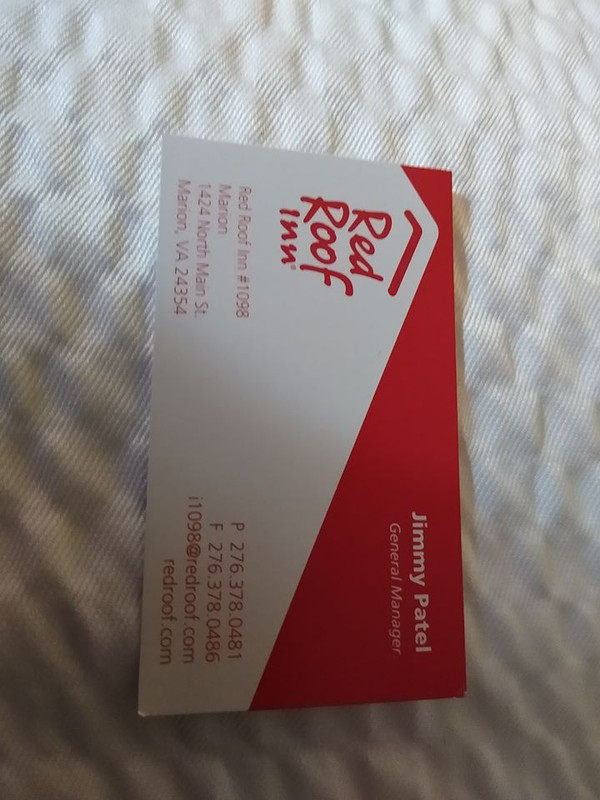 Red
Roof
Inn®
Jimmy Patel
General Manager
Red Roof Inn #1098
Marion
1424 North Main St.
Marion, VA 24354
P 276.378.0481
F 276.378.0486
i1098@redroof.com
redroof.com